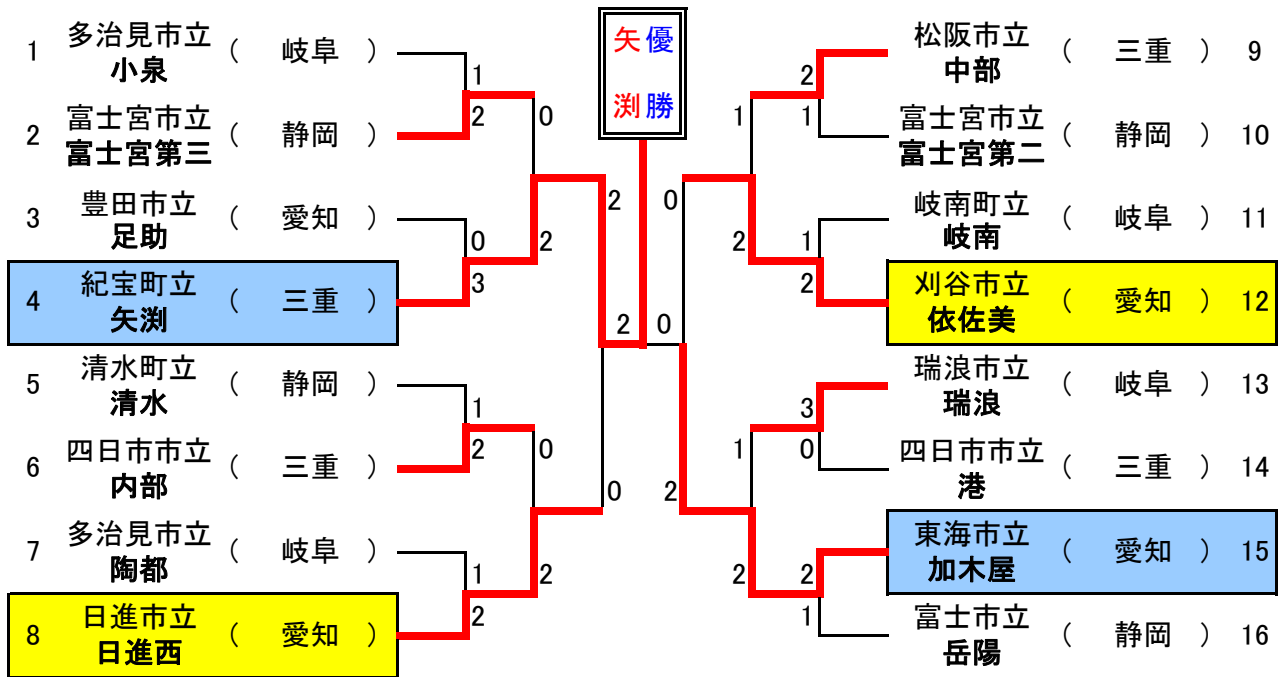 矢優
渕勝
1 多治見市立 ( 岐阜 )
小泉
2 富士宮市立 ( 静岡 )
富士宮第三
3 豊田市立 ( 愛知 )
足助
4 紀宝町立 ( 三重 )
矢渕
5 清水町立 ( 静岡 )
清水
6 四日市市立 ( 三重 )
内部
7 多治見市立 ( 岐阜 )
陶都
8 日進市立 ( 愛知 )
日進西
1
2
0
3
1
2
1
2
0
2
0
2
2
0
2 0
0
2
1
2
1
2
2
1
1
2
3
0
2
1
松阪市立 ( 三重 ) 9
中部
富士宮市立 ( 静岡 ) 10
富士宮第二
岐南町立 ( 岐阜 ) 11
岐南
刈谷市立 ( 愛知 ) 12
依佐美
瑞浪市立 ( 岐阜 ) 13
瑞浪
四日市市立 ( 三重 ) 14
港
東海市立 ( 愛知 ) 15
加木屋
富士市立 ( 静岡 ) 16
岳陽